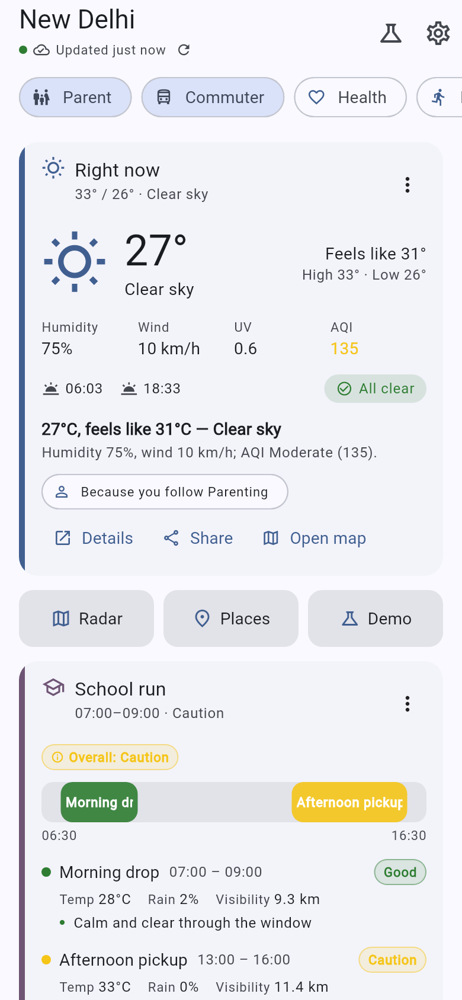 New Delhi
Updated just now
Parent
Commuter
Health
Right now
33° / 26° · Clear sky
27°
Clear sky
Feels like 31°
High 33° · Low 26°
Humidity Wind UV AQI
75% 10 km/h 0.6 135
06:03 18:33 All clear
27°C, feels like 31°C — Clear sky
Humidity 75%, wind 10 km/h; AQI Moderate (135).
Because you follow Parenting
Details Share Open map
Radar Places Demo
School run
07:00–09:00 · Caution
Overall: Caution
Morning dr Afternoon pickup
06:30 16:30
Morning drop 07:00 – 09:00 Good
Temp 28°C Rain 2% Visibility 9.3 km
Calm and clear through the window
Afternoon pickup 13:00 – 16:00 Caution
Temp 33°C Rain 0% Visibility 11.4 km